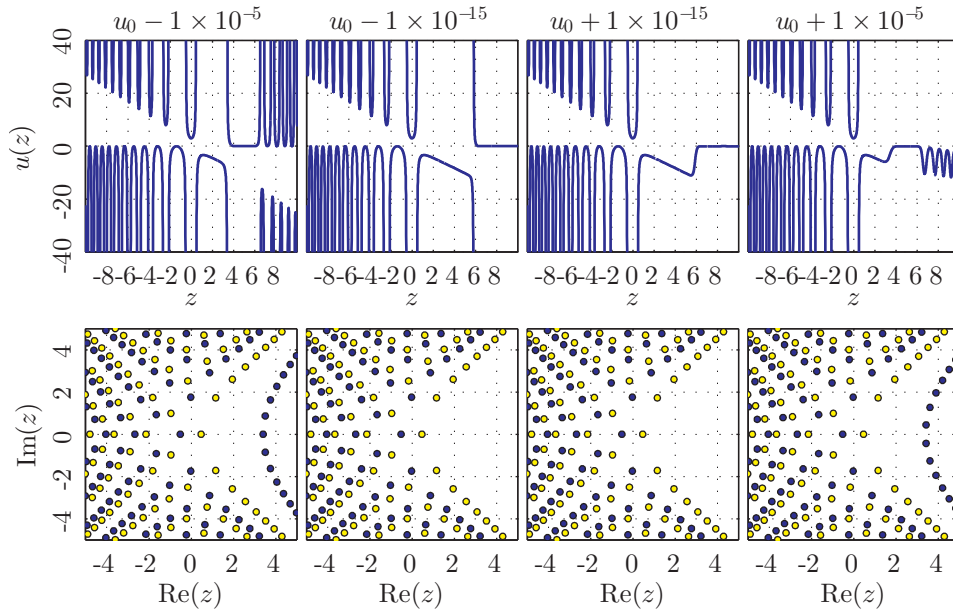 u₀ − 1 × 10⁻⁵ u₀ − 1 × 10⁻¹⁵ u₀ + 1 × 10⁻¹⁵ u₀ + 1 × 10⁻⁵
u(z)
40
20
0
-20
-40
-8-6-4-2 0 2 4 6 8 -8-6-4-2 0 2 4 6 8 -8-6-4-2 0 2 4 6 8 -8-6-4-2 0 2 4 6 8
z z z z
Im(z)
4
2
0
-2
-4
-4 -2 0 2 4 -4 -2 0 2 4 -4 -2 0 2 4 -4 -2 0 2 4
Re(z) Re(z) Re(z) Re(z)